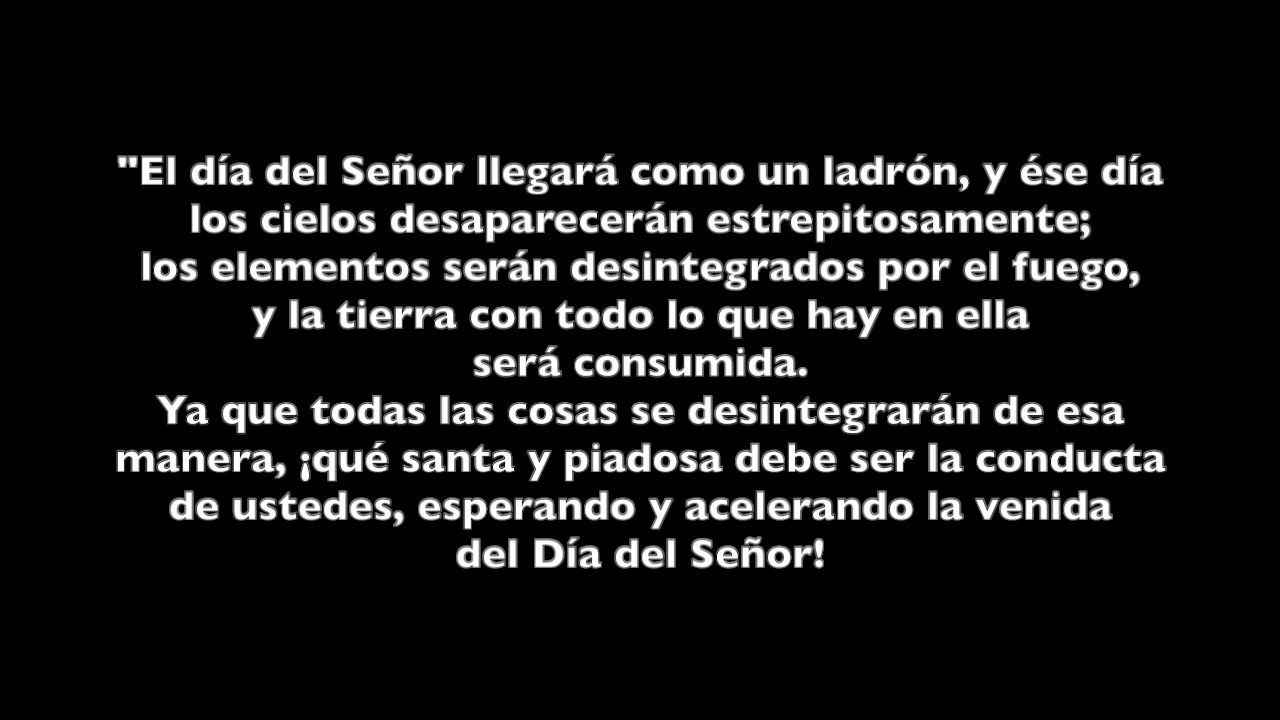 "El día del Señor llegará como un ladrón, y ése día
los cielos desaparecerán estrepitosamente;
los elementos serán desintegrados por el fuego,
y la tierra con todo lo que hay en ella
será consumida.
Ya que todas las cosas se desintegrarán de esa
manera, ¡qué santa y piadosa debe ser la conducta
de ustedes, esperando y acelerando la venida
del Día del Señor!